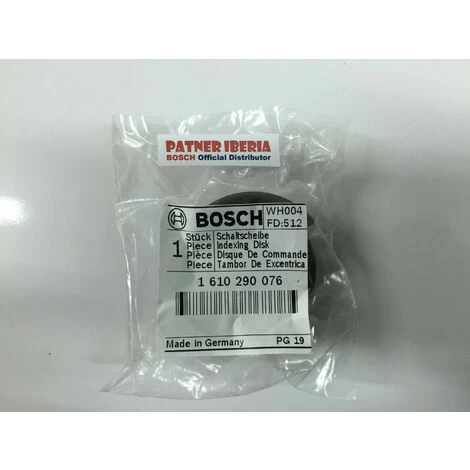 PATNER IBERIA
BOSCH Official Distributor
BOSCH
WH004
FD:512
1
Stück Schaltscheibe
Piece Indexing Disk
Pièce Disque De Commande
Piece Tambor De Excentrica
1 610 290 076
Made in Germany PG 19